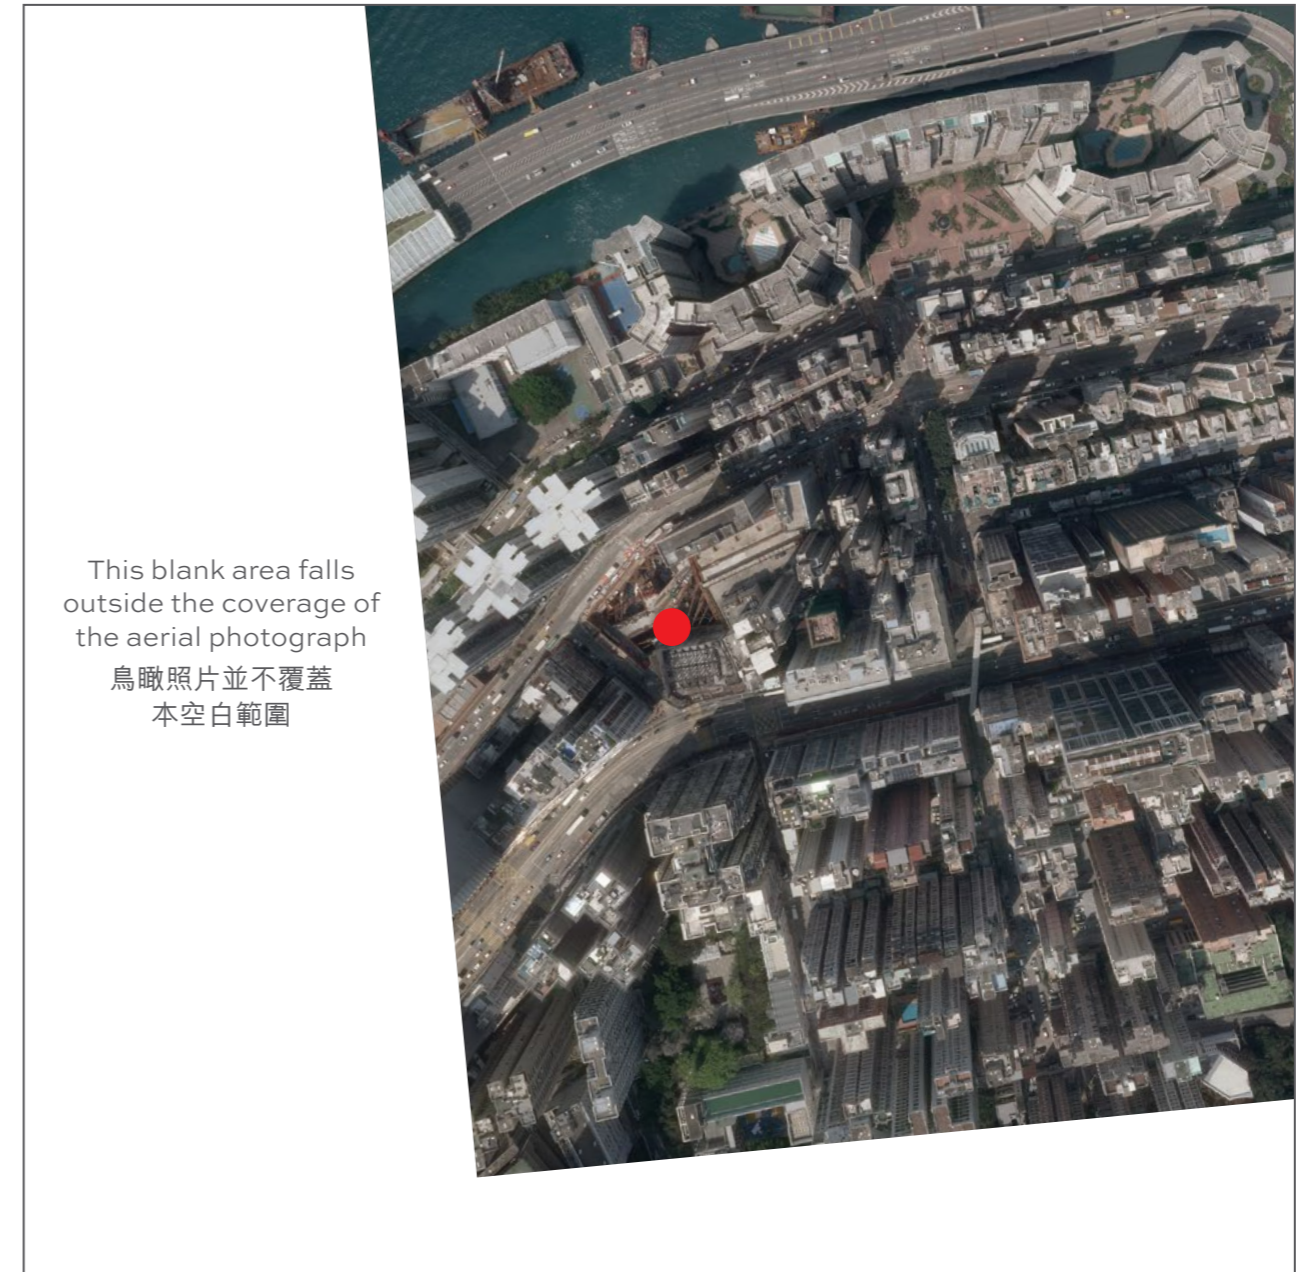 This blank area falls
outside the coverage of
the aerial photograph
鳥瞰照片並不覆蓋
本空白範圍